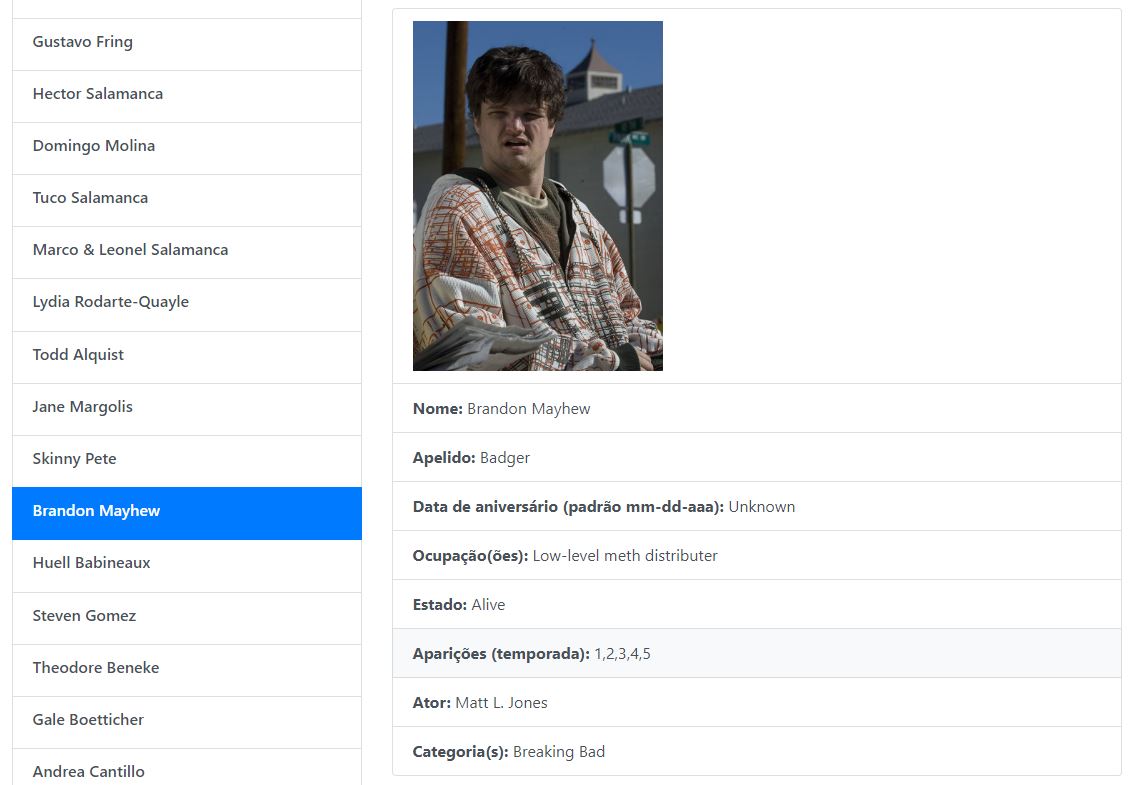 Gustavo Fring
Hector Salamanca
Domingo Molina
Tuco Salamanca
Marco & Leonel Salamanca
Lydia Rodarte-Quayle
Todd Alquist
Jane Margolis
Skinny Pete
Brandon Mayhew
Huell Babineaux
Steven Gomez
Theodore Beneke
Gale Boetticher
Andrea Cantillo
Nome: Brandon Mayhew
Apelido: Badger
Data de aniversário (padrão mm-dd-aaa): Unknown
Ocupação(ões): Low-level meth distributer
Estado: Alive
Aparições (temporada): 1,2,3,4,5
Ator: Matt L. Jones
Categoria(s): Breaking Bad